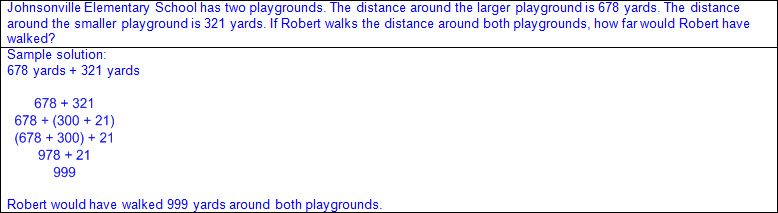 Johnsonville Elementary School has two playgrounds. The distance around the larger playground is 678 yards. The distance
around the smaller playground is 321 yards. If Robert walks the distance around both playgrounds, how far would Robert have
walked?
Sample solution:
678 yards + 321 yards
678 + 321
678 + (300 + 21)
(678 + 300) + 21
978 + 21
999
Robert would have walked 999 yards around both playgrounds.